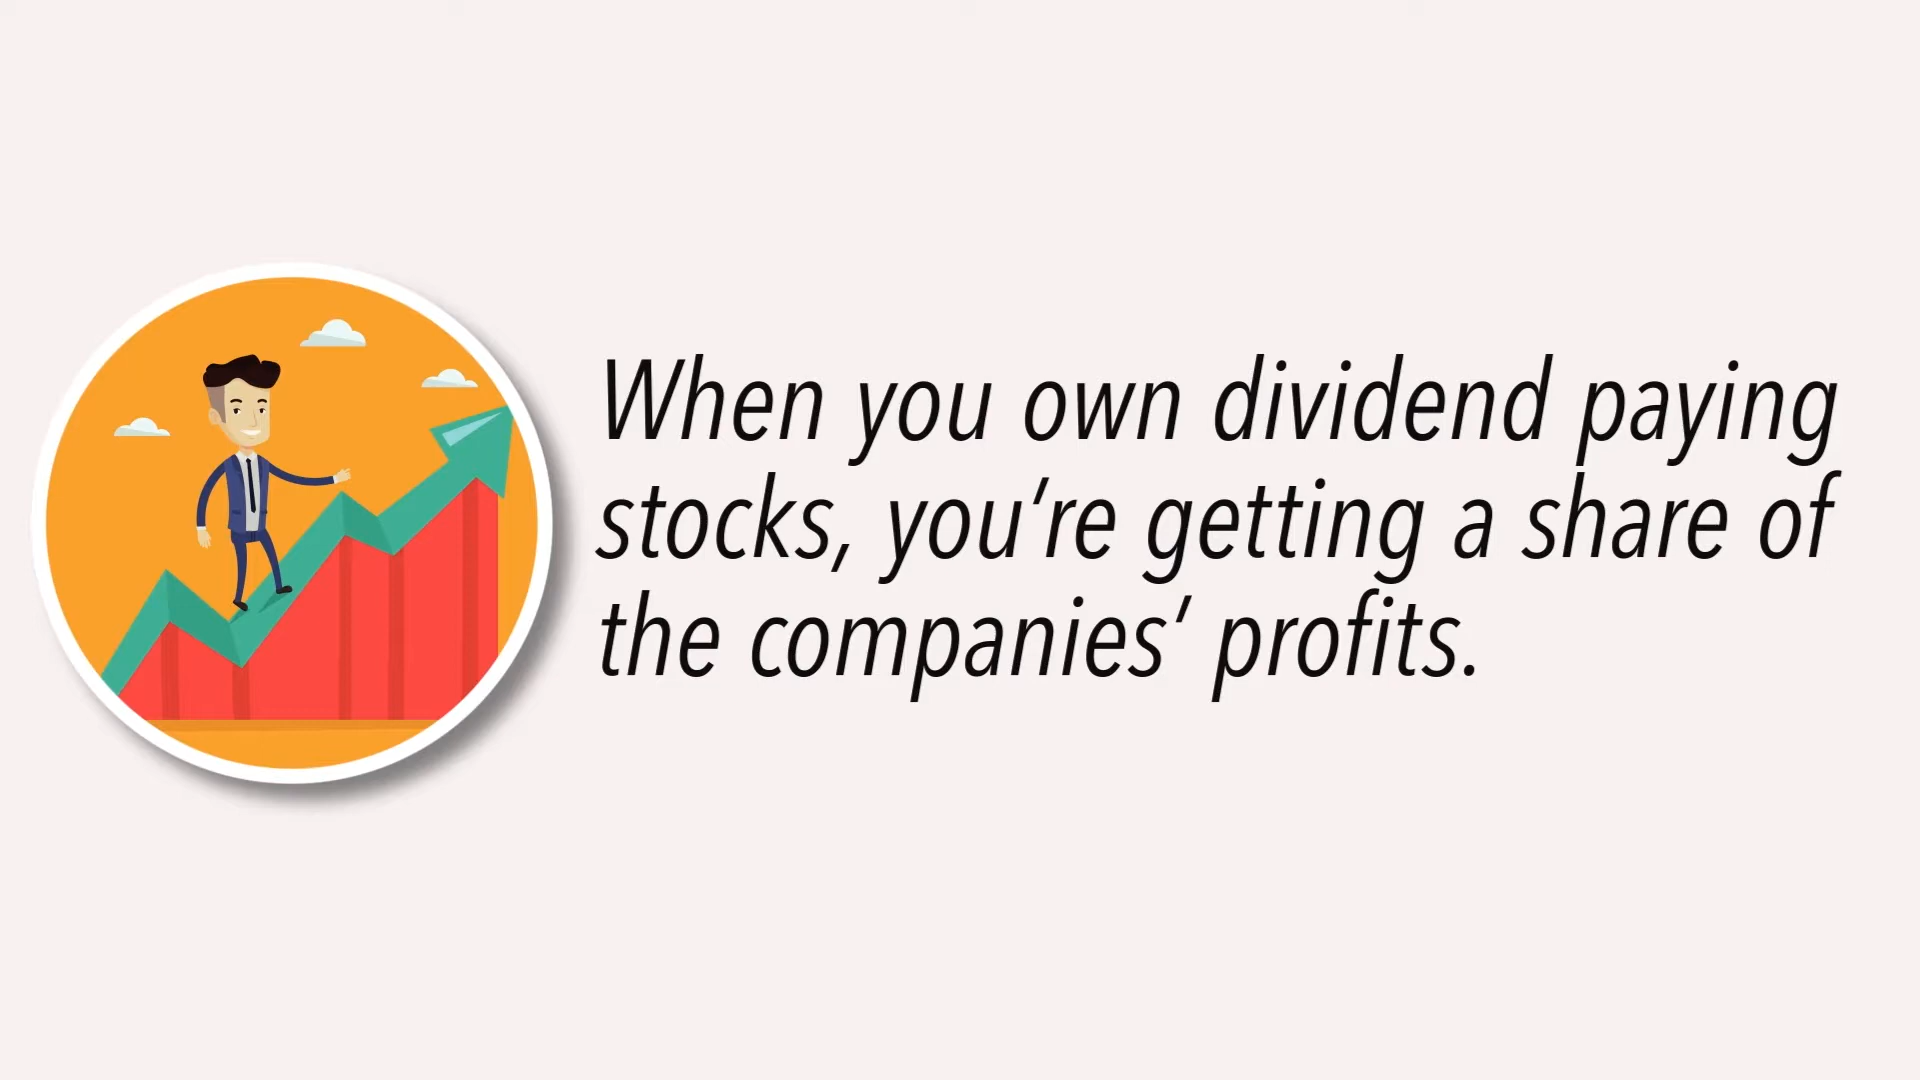 When you own dividend paying
stocks, you're getting a share of
the companies' profits.